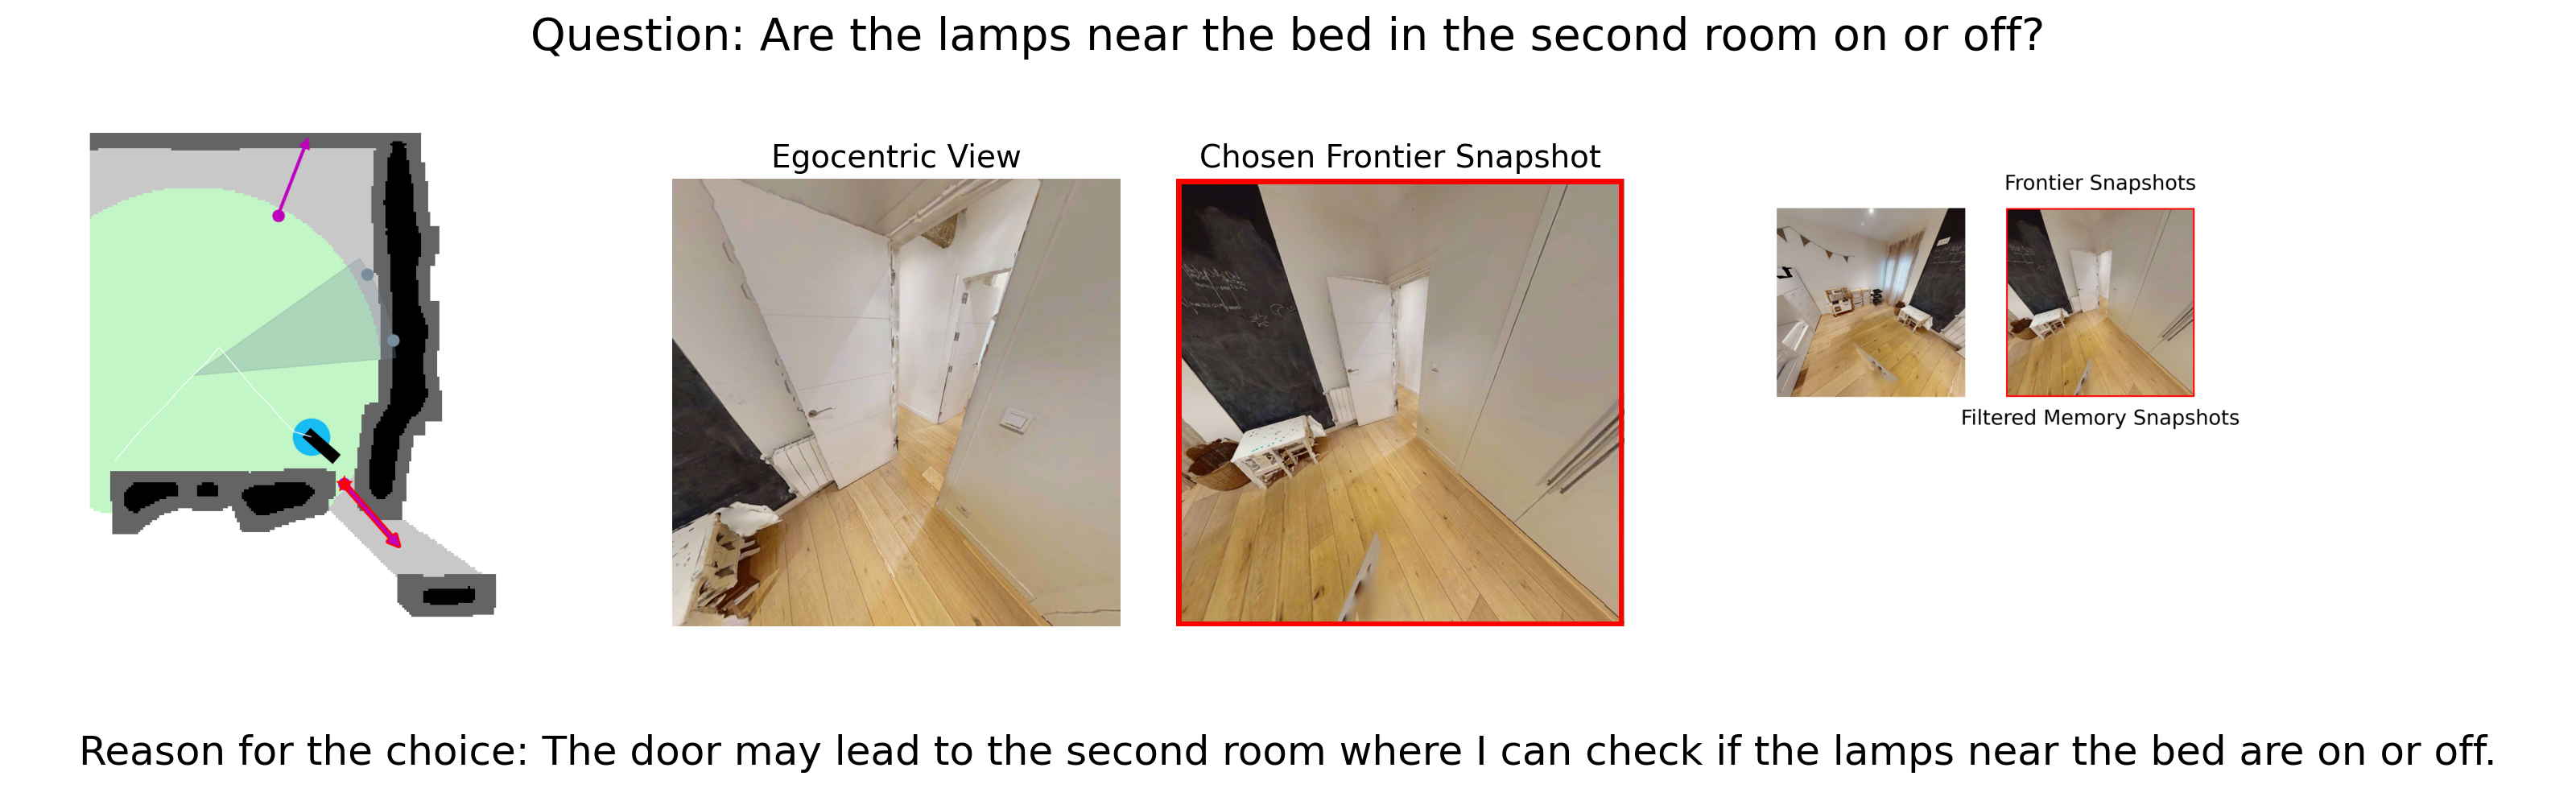 Question: Are the lamps near the bed in the second room on or off?
Egocentric View
Chosen Frontier Snapshot
Frontier Snapshots
Filtered Memory Snapshots
Reason for the choice: The door may lead to the second room where I can check if the lamps near the bed are on or off.